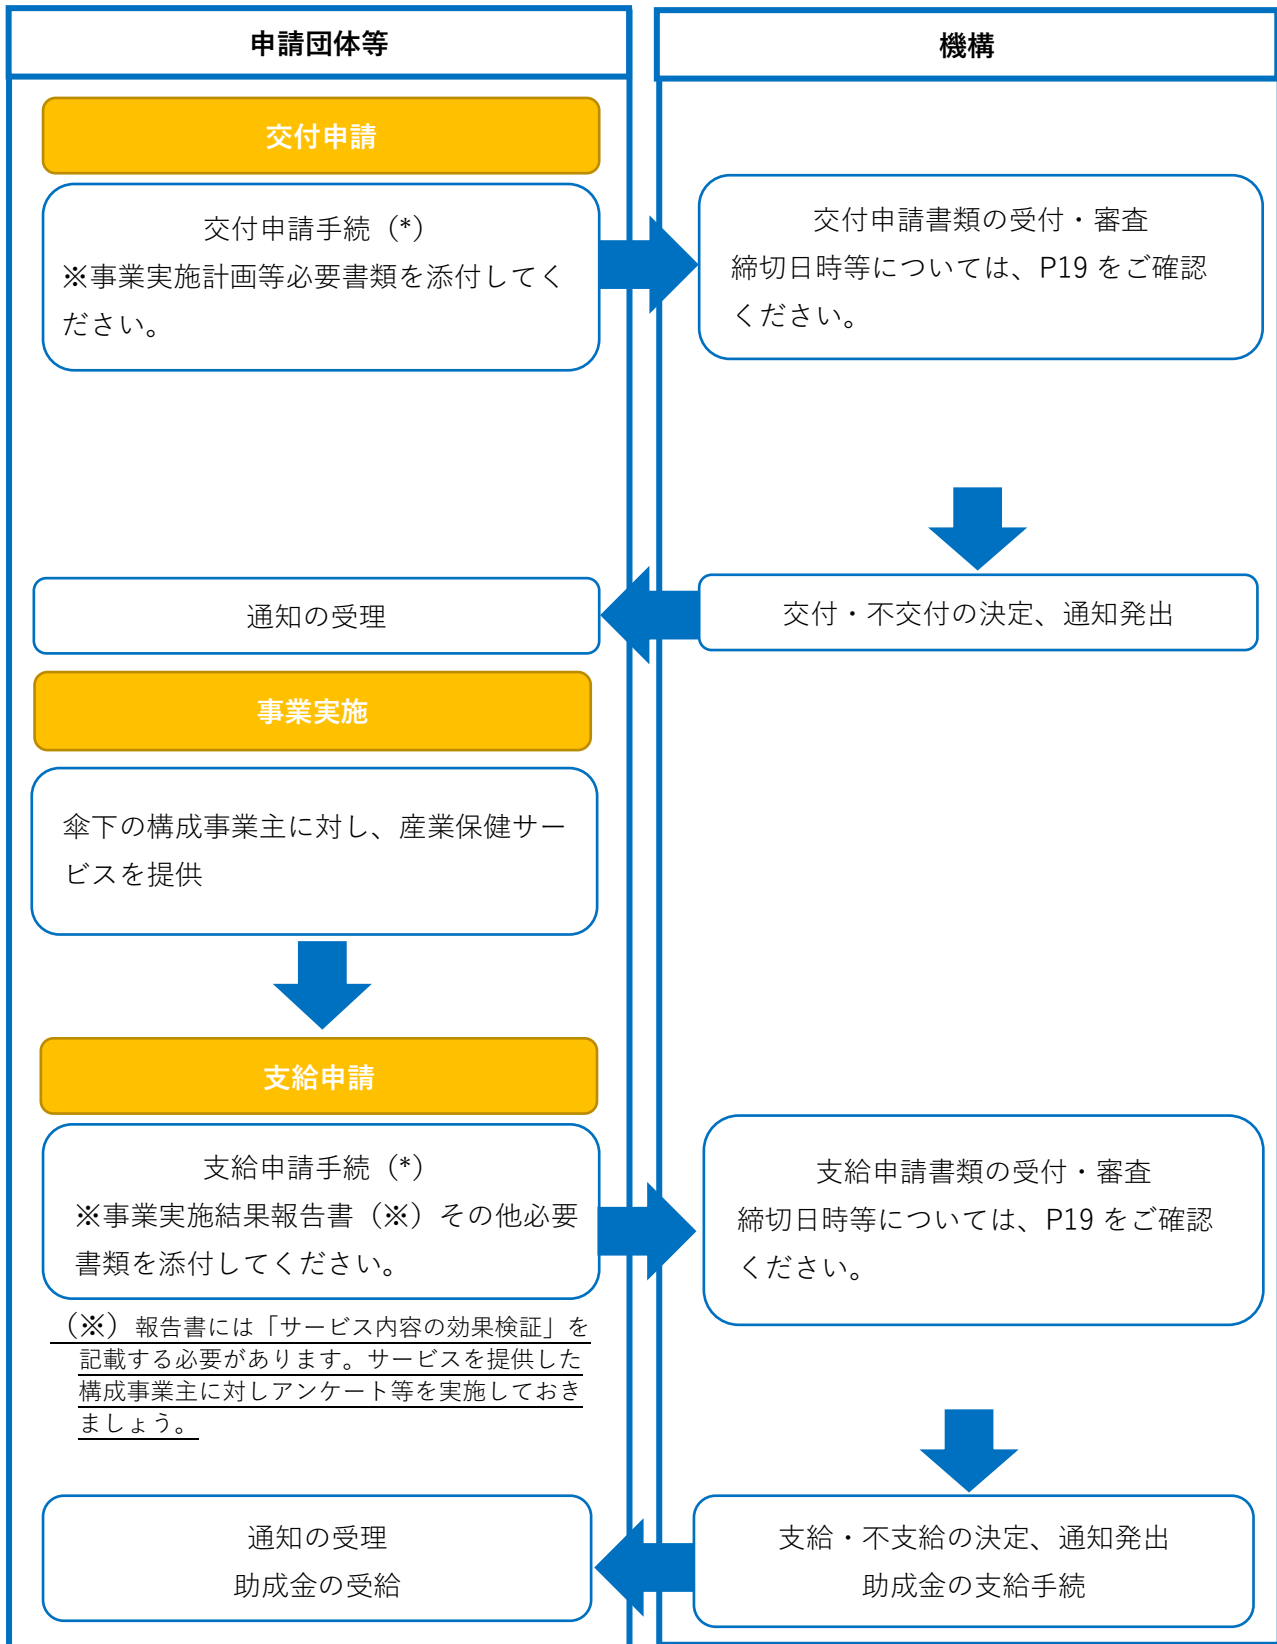 申請団体等
機構
交付申請
交付申請手続（*）
※事業実施計画等必要書類を添付してく
ださい。
交付申請書類の受付・審査
締切日時等については、P19 をご確認
ください。
通知の受理
交付・不交付の決定、通知発出
事業実施
傘下の構成事業主に対し、産業保健サー
ビスを提供
支給申請
支給申請手続（*）
※事業実施結果報告書（※）その他必要
書類を添付してください。
支給申請書類の受付・審査
締切日時等については、P19 をご確認
ください。
（※）報告書には「サービス内容の効果検証」を
記載する必要があります。サービスを提供した
構成事業主に対しアンケート等を実施しておき
ましょう。
通知の受理
助成金の受給
支給・不支給の決定、通知発出
助成金の支給手続